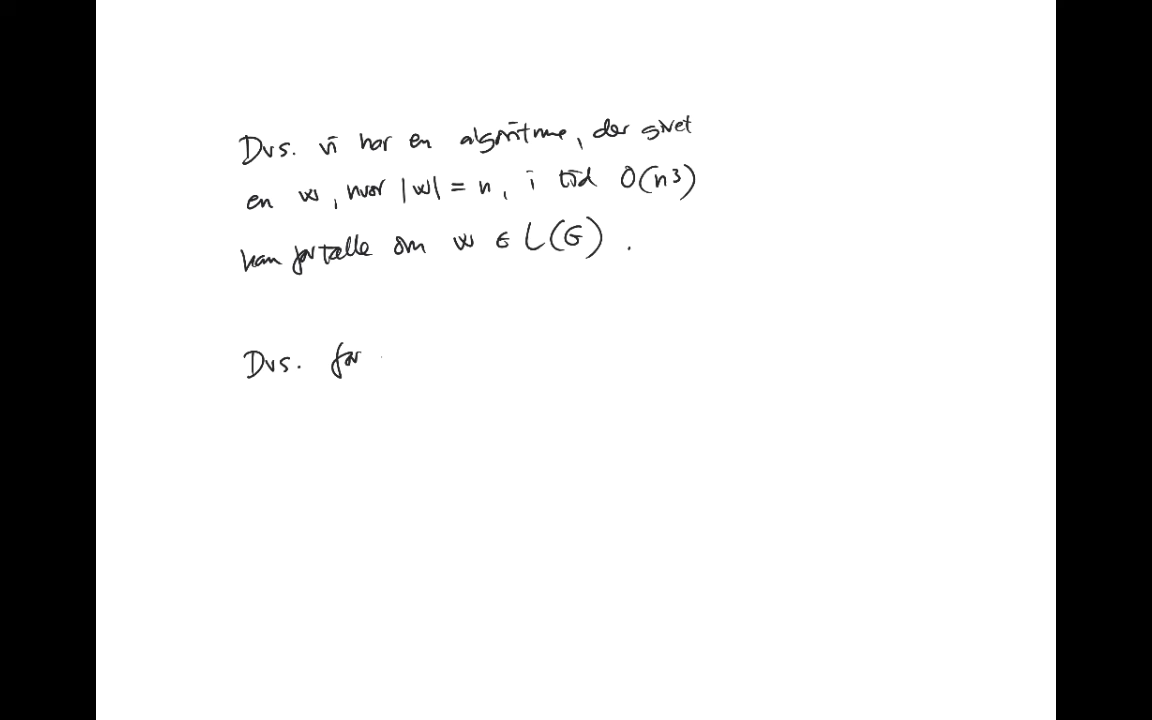 Dvs. vi har en algoritme, der givet
en w, hvor |w| = n, i tid O(n³)
kan fortælle om w ∈ L(G).
Dvs. for